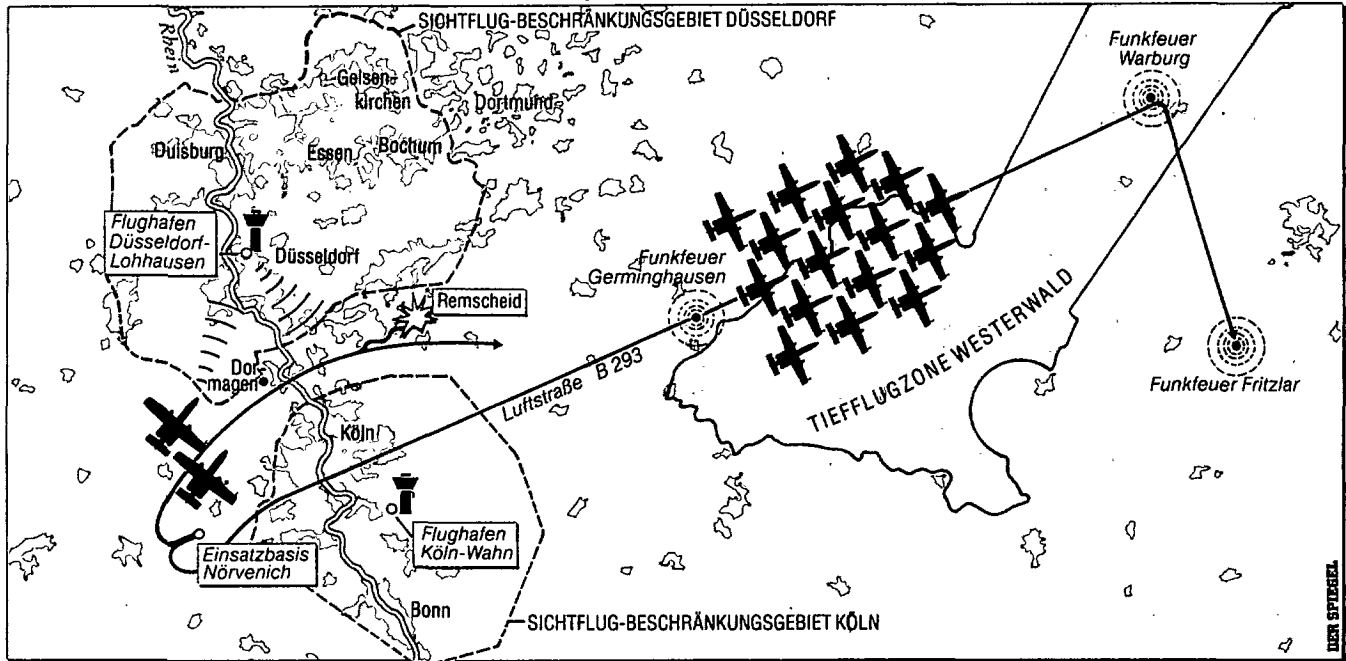 SICHTFLUG-BESCHRÄNKUNGSGEBIET DÜSSELDORF
Rhein
Gelsen-
kirchen
Dortmund
Duisburg
Essen
Bochum
Funkfeuer
Warburg
Flughafen
Düsseldorf-
Lohhausen
Düsseldorf
Funkfeuer
Germinghausen
Remscheid
Dor-
magen
Luftstraße B 293
TIEFFLUGZONE WESTERWALD
Funkfeuer Fritzlar
Köln
Flughafen
Köln-Wahn
Einsatzbasis
Nörvenich
Bonn
SICHTFLUG-BESCHRÄNKUNGSGEBIET KÖLN
DER SPIEGEL